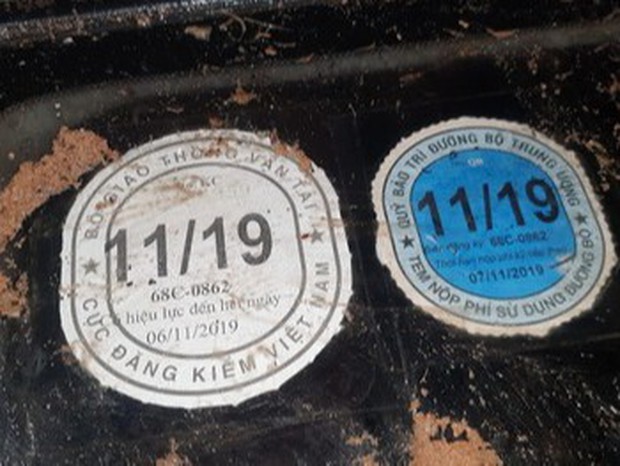 BỘ GIAO THÔNG VẬN TẢI
11/19
68C-0862
hiệu lực đến hết ngày
06/11/2019
CỤC ĐĂNG KIỂM VIỆT NAM
QUỸ BẢO TRÌ ĐƯỜNG BỘ TRUNG ƯƠNG
11/19
68C-0862
07/11/2019
TEM NỘP PHÍ SỬ DỤNG ĐƯỜNG BỘ